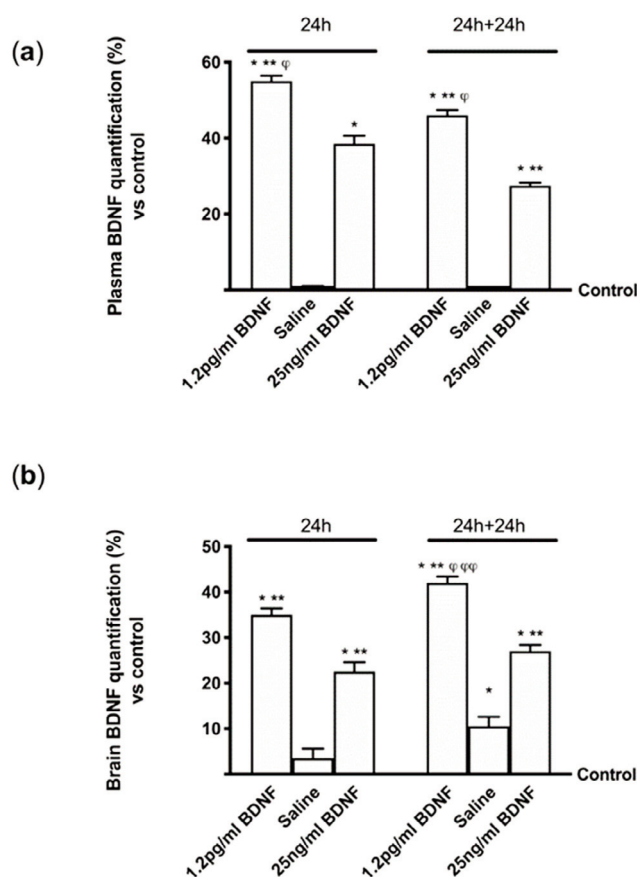 (a)
24h
24h+24h
Plasma BDNF quantification (%)
vs control
60
40
20
* ** φ
*
* ** φ
* **
Control
1.2pg/ml BDNF
Saline
25ng/ml BDNF
1.2pg/ml BDNF
Saline
25ng/ml BDNF
(b)
24h
24h+24h
Brain BDNF quantification (%)
vs control
50
40
30
20
10
* **
* **
* ** φ φφ
*
* **
Control
1.2pg/ml BDNF
Saline
25ng/ml BDNF
1.2pg/ml BDNF
Saline
25ng/ml BDNF